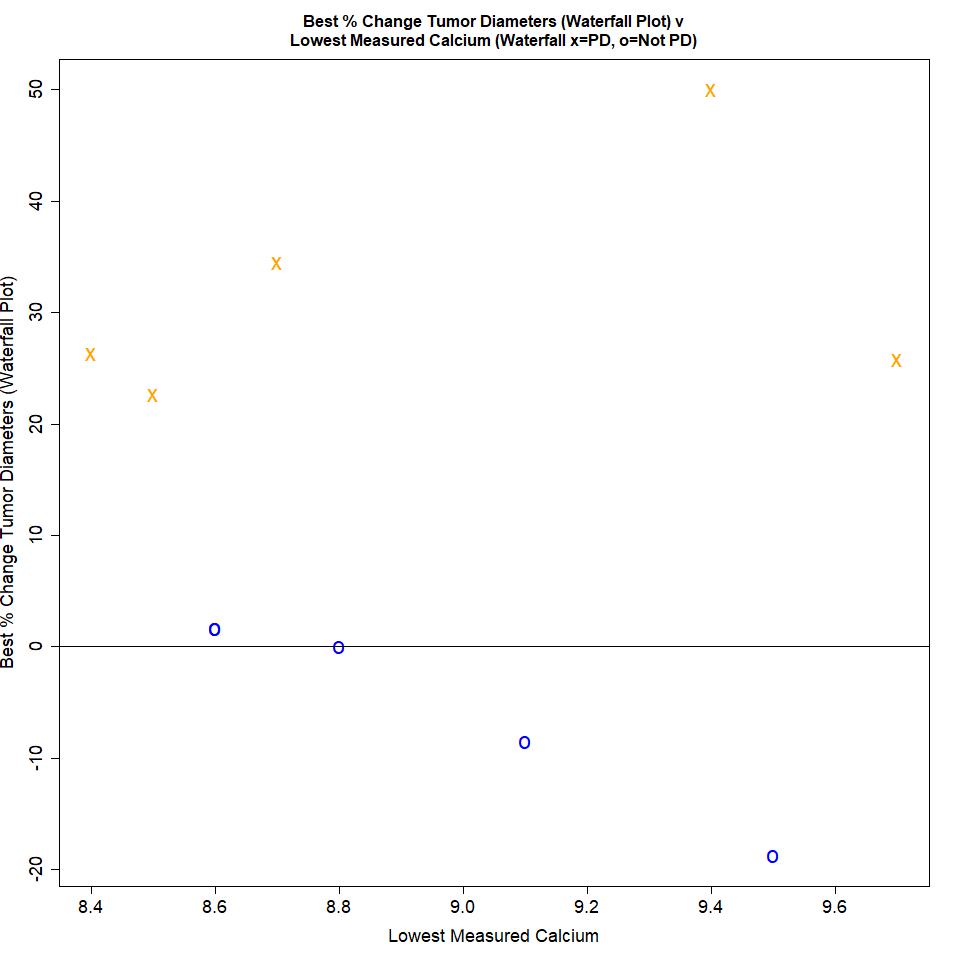 Best % Change Tumor Diameters (Waterfall Plot) v
Lowest Measured Calcium (Waterfall x=PD, o=Not PD)
Best % Change Tumor Diameters (Waterfall Plot)
50
40
30
20
10
0
-10
-20
X
X
X
X
X
O
O
O
O
8.4 8.6 8.8 9.0 9.2 9.4 9.6
Lowest Measured Calcium